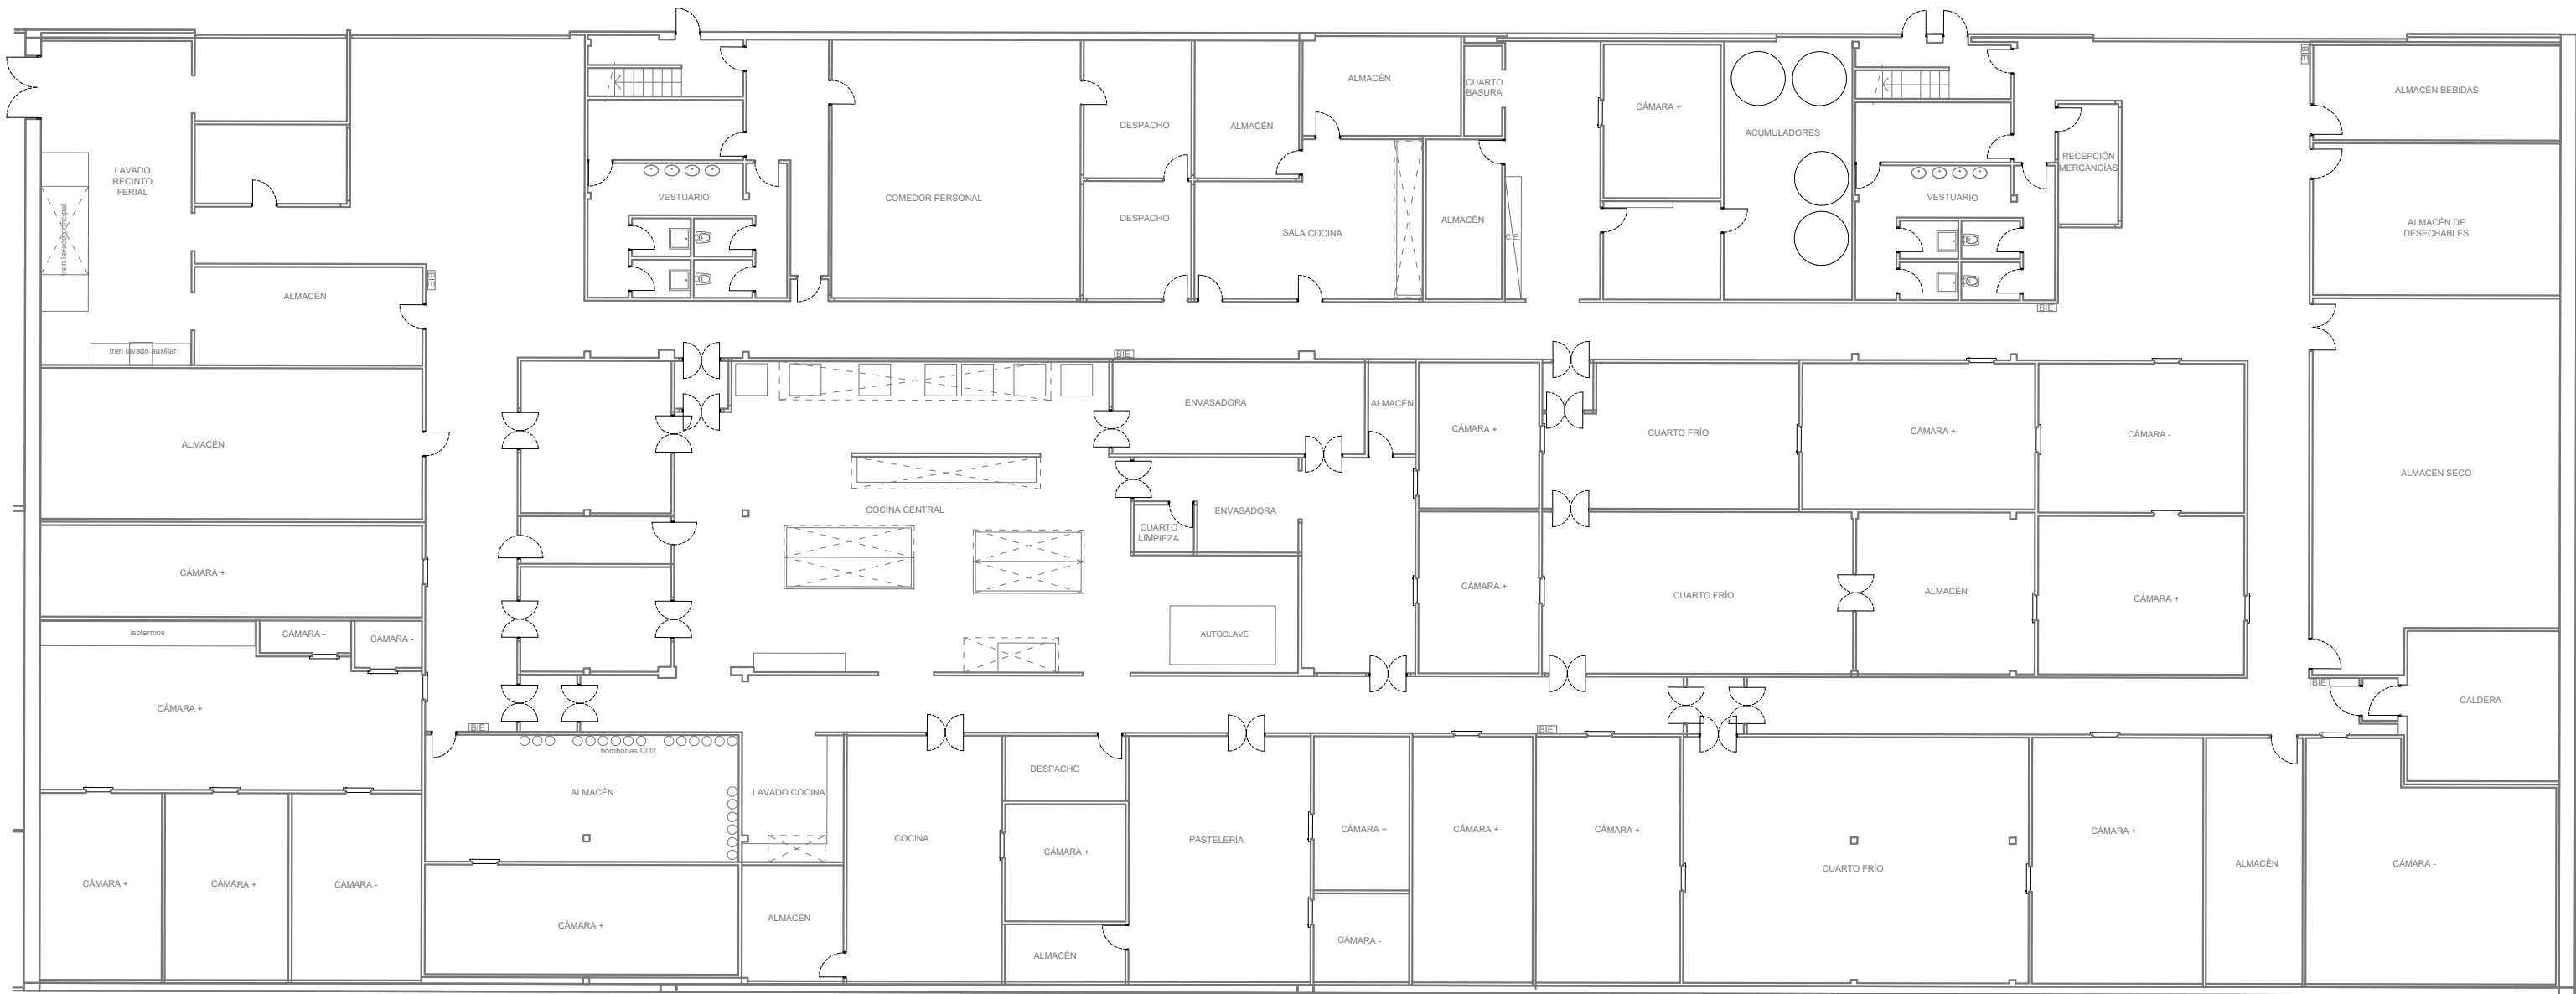 LAVADO
RECINTO
FERIAL
tren lavado principal
ALMACÉN
tren lavado auxiliar
BIE
VESTUARIO
COMEDOR PERSONAL
DESPACHO
DESPACHO
ALMACÉN
ALMACÉN
CUARTO
BASURA
SALA COCINA
ALMACÉN
C.E.
CÁMARA +
ACUMULADORES
VESTUARIO
RECEPCIÓN
MERCANCÍAS
BIE
BIE
ALMACÉN BEBIDAS
ALMACÉN DE
DESECHABLES
ALMACÉN
CÁMARA +
isotermos
CÁMARA -
CÁMARA -
CÁMARA +
CÁMARA +
CÁMARA +
CÁMARA -
BIE
COCINA CENTRAL
BIE
ENVASADORA
ALMACÉN
ENVASADORA
CUARTO
LIMPIEZA
AUTOCLAVE
CÁMARA +
CÁMARA +
CUARTO FRÍO
CUARTO FRÍO
CÁMARA +
CÁMARA -
ALMACÉN
CÁMARA +
ALMACÉN SECO
BIE
CALDERA
bombonas CO2
ALMACÉN
CÁMARA +
LAVADO COCINA
ALMACÉN
COCINA
DESPACHO
CÁMARA +
ALMACÉN
PASTELERÍA
CÁMARA +
CÁMARA -
CÁMARA +
BIE
CÁMARA +
CUARTO FRÍO
CÁMARA +
ALMACÉN
CÁMARA -